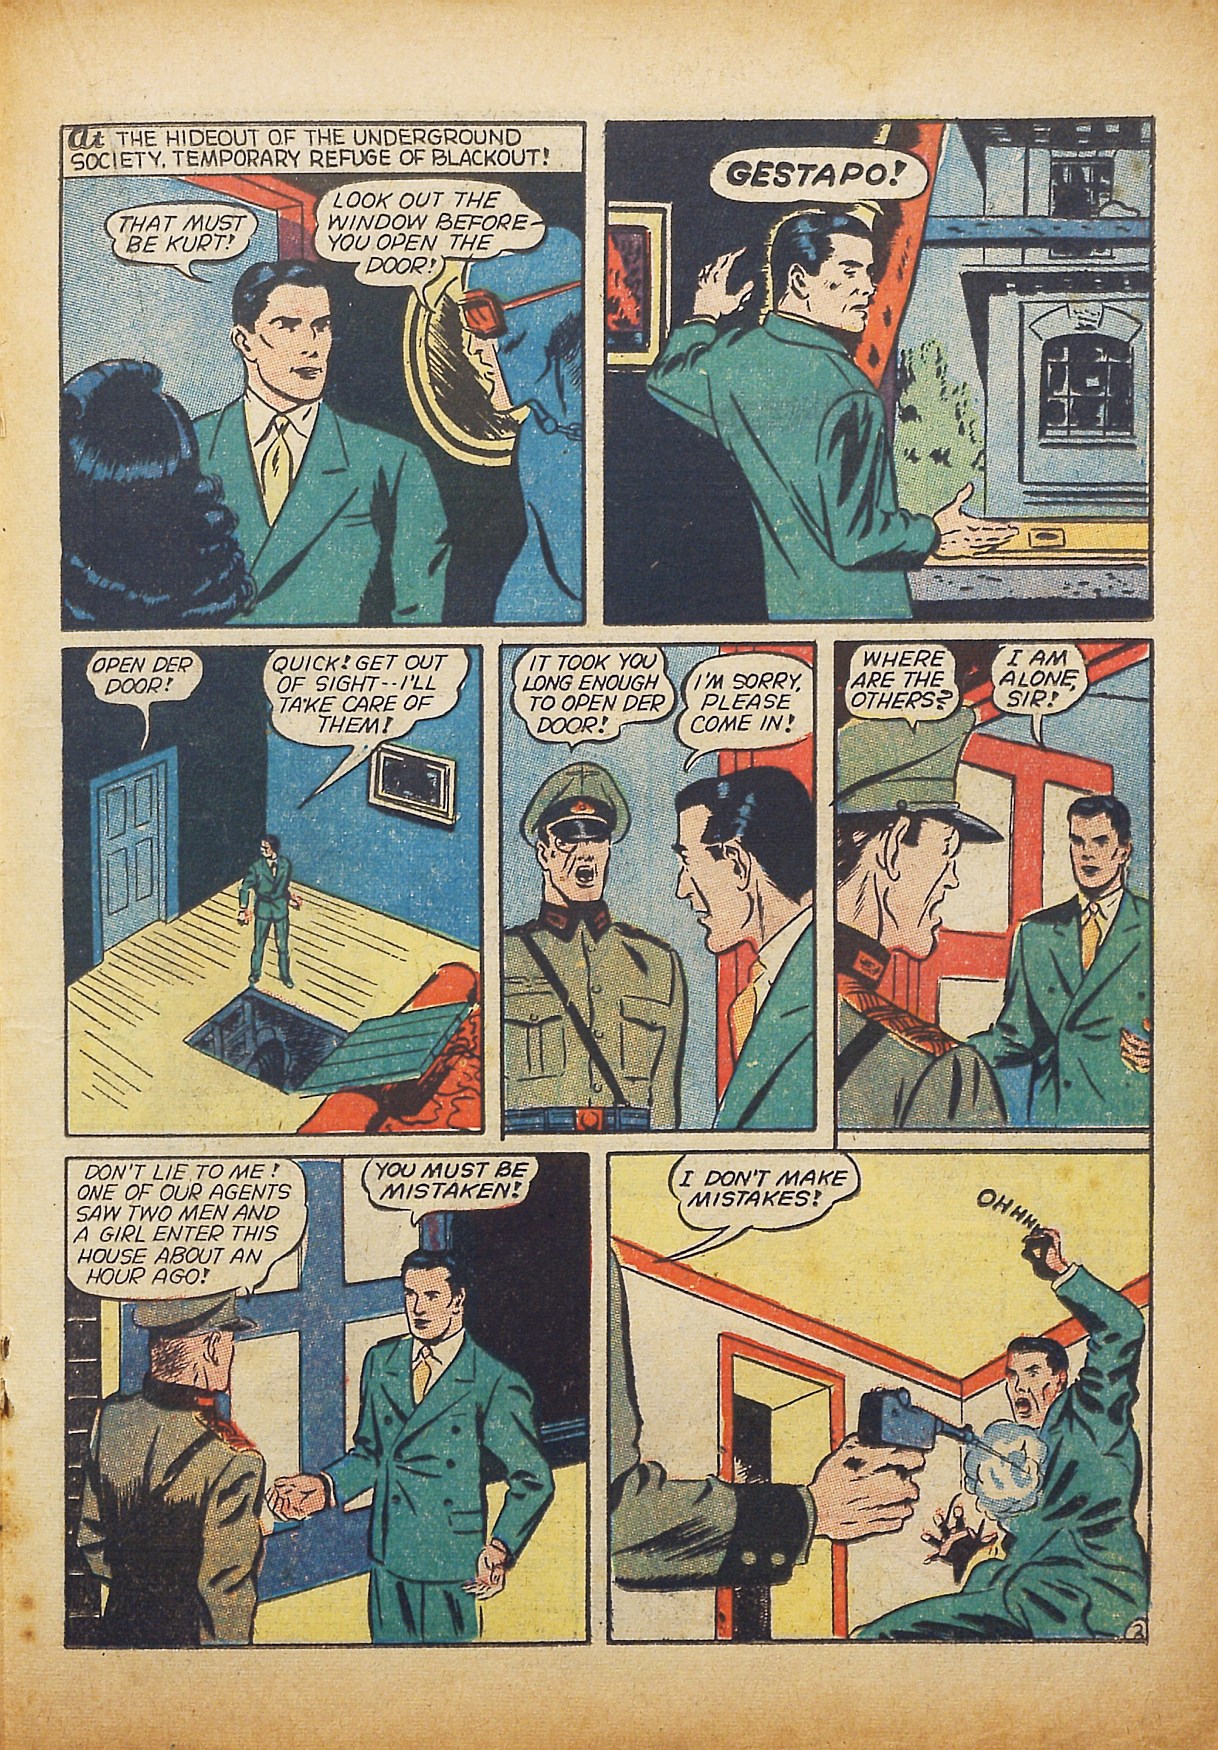 At THE HIDEOUT OF THE UNDERGROUND
SOCIETY, TEMPORARY REFUGE OF BLACKOUT!
THAT MUST
BE KURT!
LOOK OUT THE
WINDOW BEFORE
YOU OPEN THE
DOOR!
GESTAPO!
OPEN DER
DOOR!
QUICK! GET OUT
OF SIGHT--I'LL
TAKE CARE OF
THEM!
IT TOOK YOU
LONG ENOUGH
TO OPEN DER
DOOR!
I'M SORRY,
PLEASE
COME IN!
WHERE
ARE THE
OTHERS?
I AM
ALONE,
SIR!
DON'T LIE TO ME!
ONE OF OUR AGENTS
SAW TWO MEN AND
A GIRL ENTER THIS
HOUSE ABOUT AN
HOUR AGO!
YOU MUST BE
MISTAKEN!
I DON'T MAKE
MISTAKES!
OHHHH
2